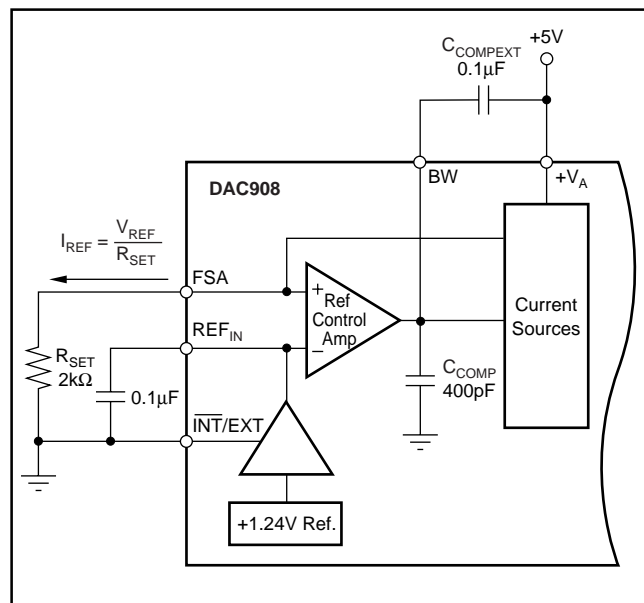 C_COMPEXT
0.1µF
+5V
DAC908
BW
+V_A
I_REF = V_REF / R_SET
FSA
+
Ref
Control
Amp
–
Current
Sources
REF_IN
R_SET
2kΩ
0.1µF
C_COMP
400pF
I̅N̅T̅/EXT
+1.24V Ref.